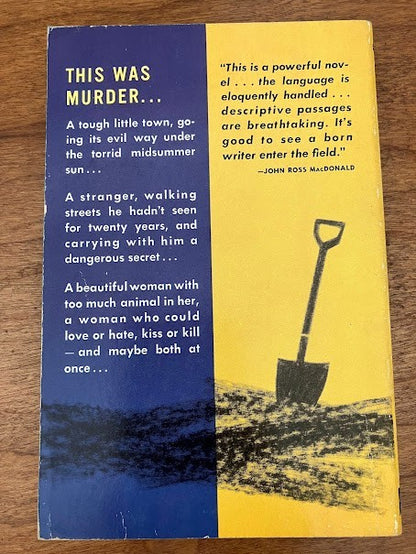 THIS WAS
MURDER...
A tough little town, go-
ing its evil way under
the torrid midsummer
sun...
A stranger, walking
streets he hadn't seen
for twenty years, and
carrying with him a
dangerous secret...
A beautiful woman with
too much animal in her,
a woman who could
love or hate, kiss or kill
— and maybe both at
once...
"This is a powerful nov-
el ... the language is
eloquently handled ...
descriptive passages
are breathtaking. It's
good to see a born
writer enter the field."
—JOHN ROSS MacDONALD